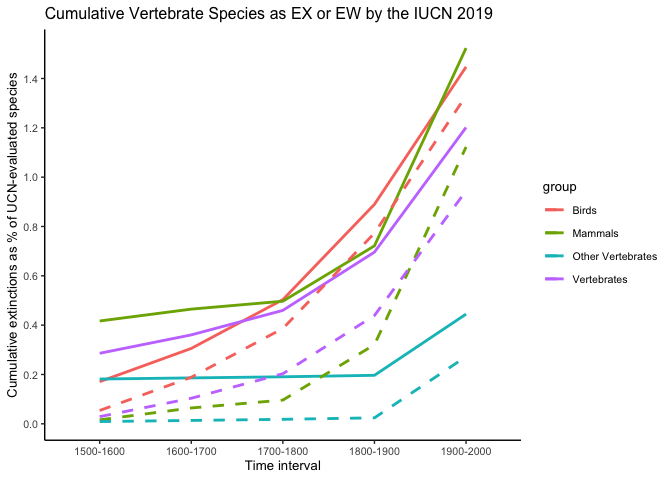 Cumulative Vertebrate Species as EX or EW by the IUCN 2019
Cumulative extinctions as % of UCN-evaluated species
1.4
1.2
1.0
0.8
0.6
0.4
0.2
0.0
1500-1600 1600-1700 1700-1800 1800-1900 1900-2000
Time interval
group
Birds
Mammals
Other Vertebrates
Vertebrates